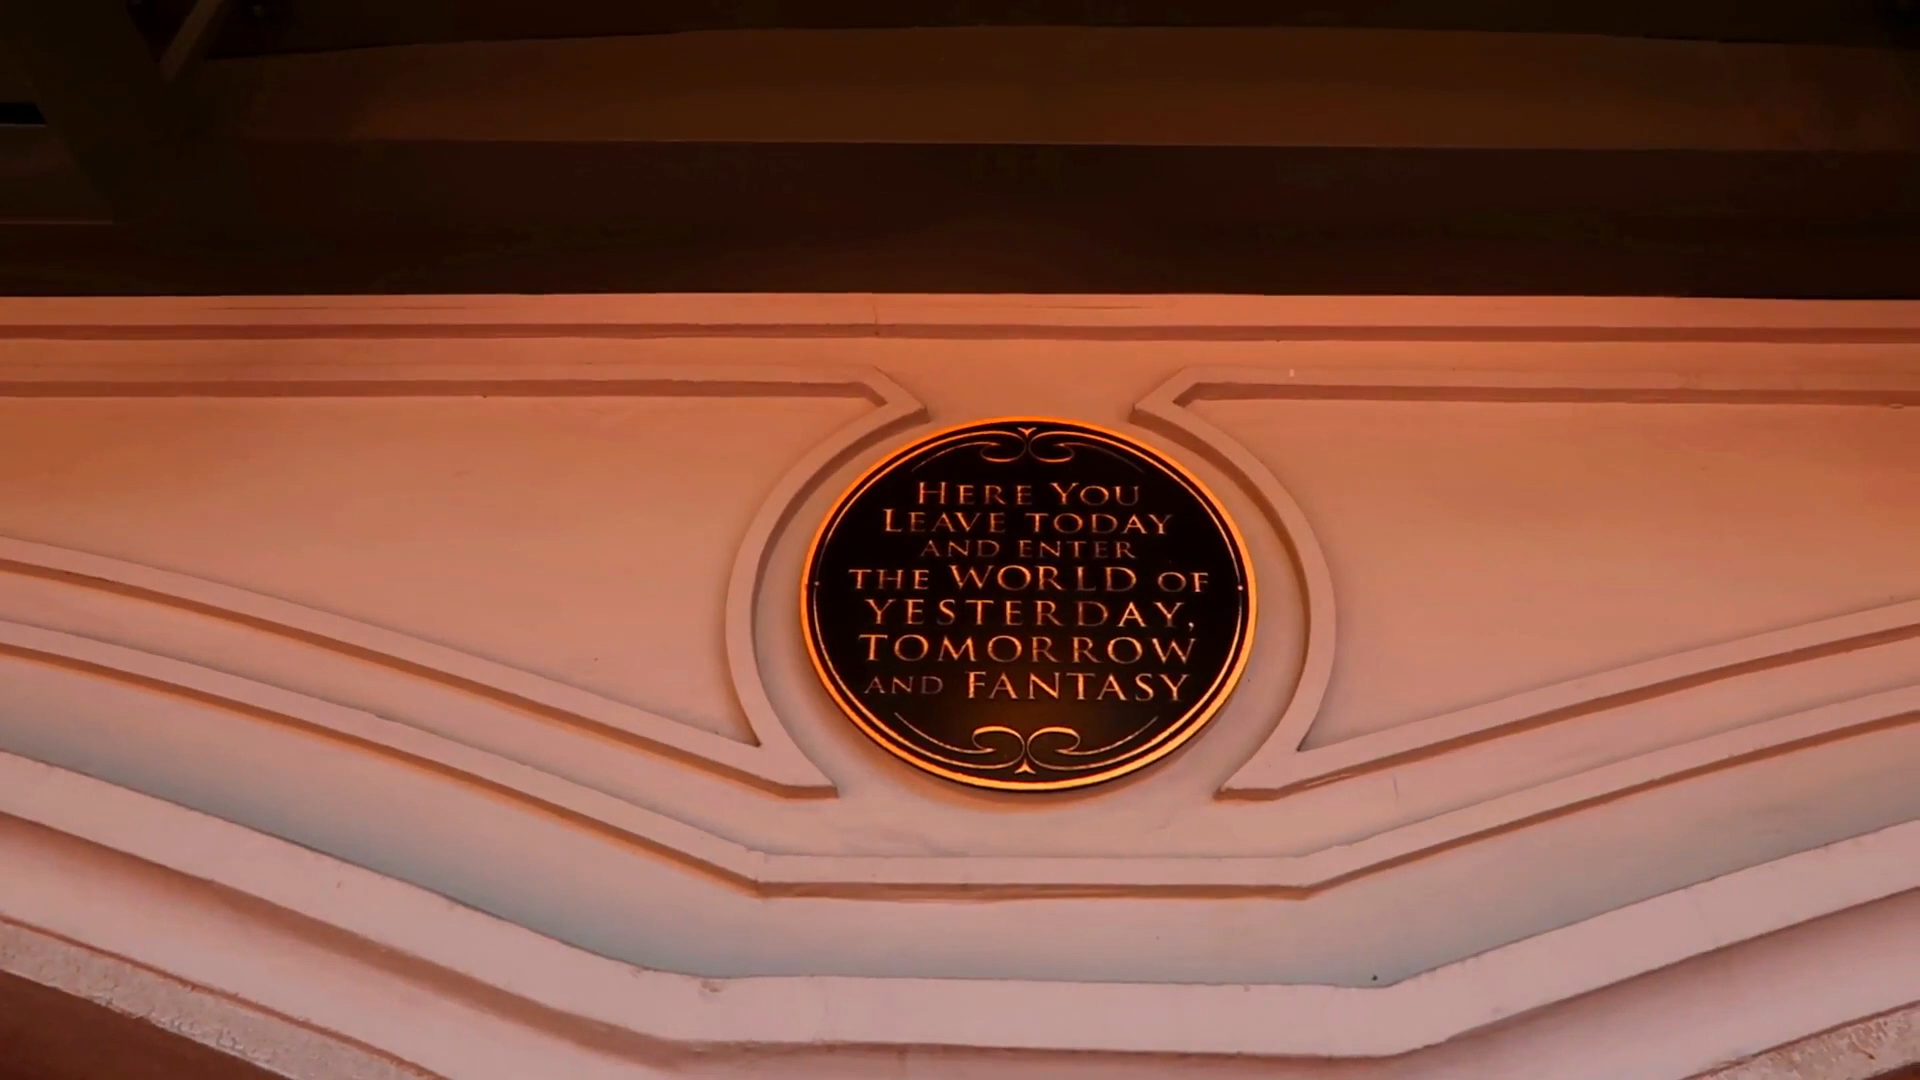 HERE YOU
LEAVE TODAY
AND ENTER
THE WORLD OF
YESTERDAY,
TOMORROW
AND FANTASY